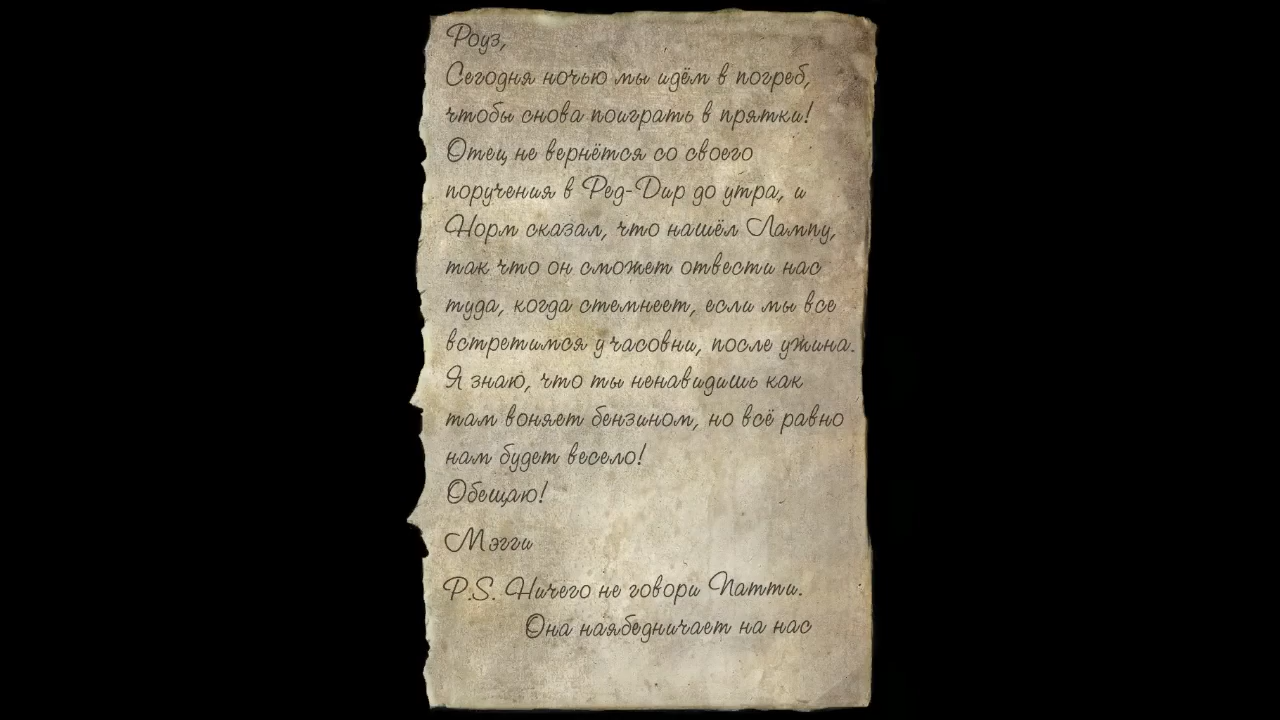 Роуз,
Сегодня ночью мы идём в погреб,
чтобы снова поиграть в прятки!
Отец не вернётся со своего
поручения в Ред-Дир до утра, и
Норм сказал, что нашёл Лампу,
так что он сможет отвести нас
туда, когда стемнеет, если мы все
встретимся у часовни, после ужина.
Я знаю, что ты ненавидишь как
там воняет бензином, но всё равно
нам будет весело!
Обещаю!
Мэгги
P.S. Ничего не говори Патти.
Она наябедничает на нас